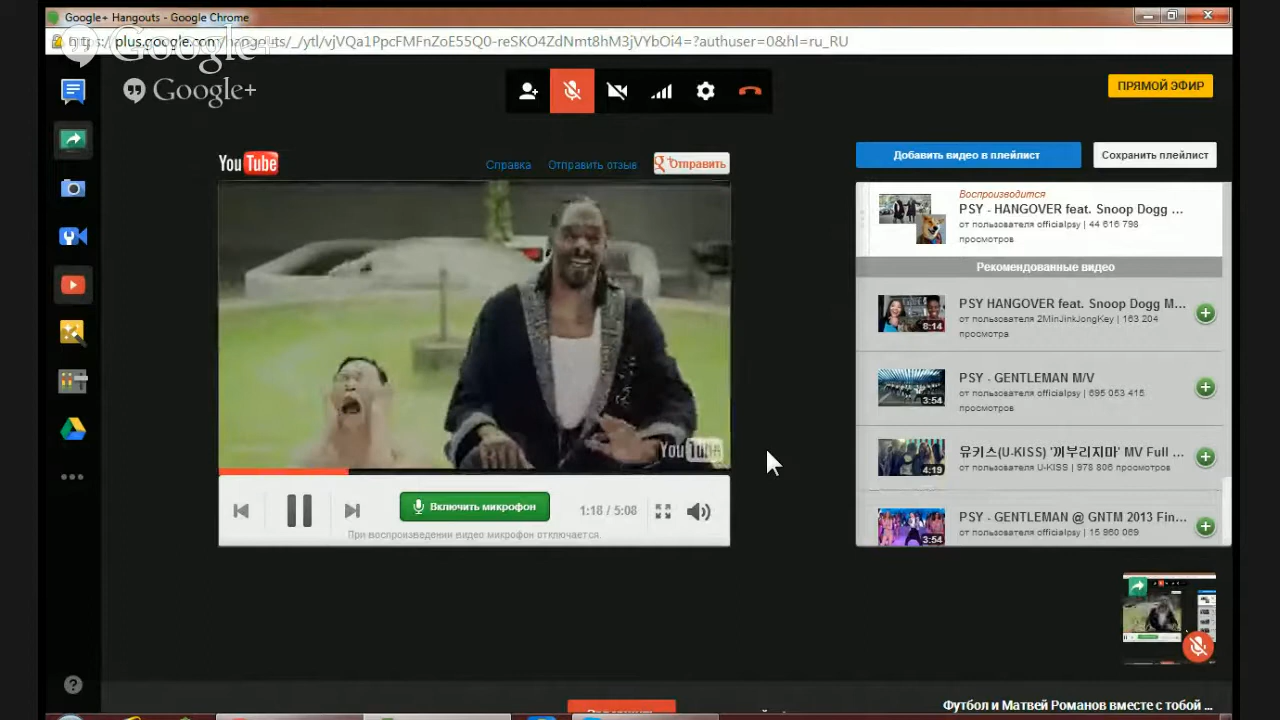 Google+ Hangouts - Google Chrome
https://plus.google.com/hangouts/_/ytl/vjVQa1PpcFMFnZoE55Q0-reSKO4ZdNmt8hM3jVYbOi4=?authuser=0&hl=ru_RU
Google+
Google+
ПРЯМОЙ ЭФИР
YouTube
Справка
Отправить отзыв
Отправить
Добавить видео в плейлист
Сохранить плейлист
YouTube
Включить микрофон
1:18 / 5:08
При воспроизведении видео микрофон отключается.
Воспроизводится
PSY - HANGOVER feat. Snoop Dogg ...
от пользователя officialpsy | 44 616 798
просмотров
Рекомендованные видео
PSY HANGOVER feat. Snoop Dogg M...
от пользователя 2MinJinkJongKey | 163 204
просмотра
8:14
PSY - GENTLEMAN M/V
от пользователя officialpsy | 695 053 415
просмотров
3:54
유키스(U-KISS) '끼부리지마' MV Full ...
от пользователя U-KISS | 978 806 просмотров
4:19
PSY - GENTLEMAN @ GNTM 2013 Fin...
от пользователя officialpsy | 15 960 069
3:54
Футбол и Матвей Романов вместе с тобой ...